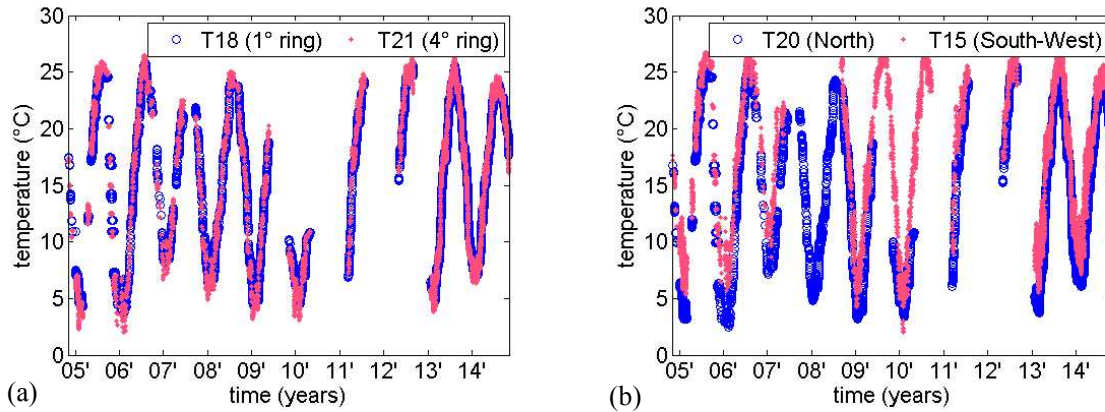 30
25
20
15
10
5
0
temperature (°C)
T18 (1° ring) T21 (4° ring)
05' 06' 07' 08' 09' 10' 11' 12' 13' 14'
time (years)
(a)
30
25
20
15
10
5
0
temperature (°C)
T20 (North) T15 (South-West)
05' 06' 07' 08' 09' 10' 11' 12' 13' 14'
time (years)
(b)